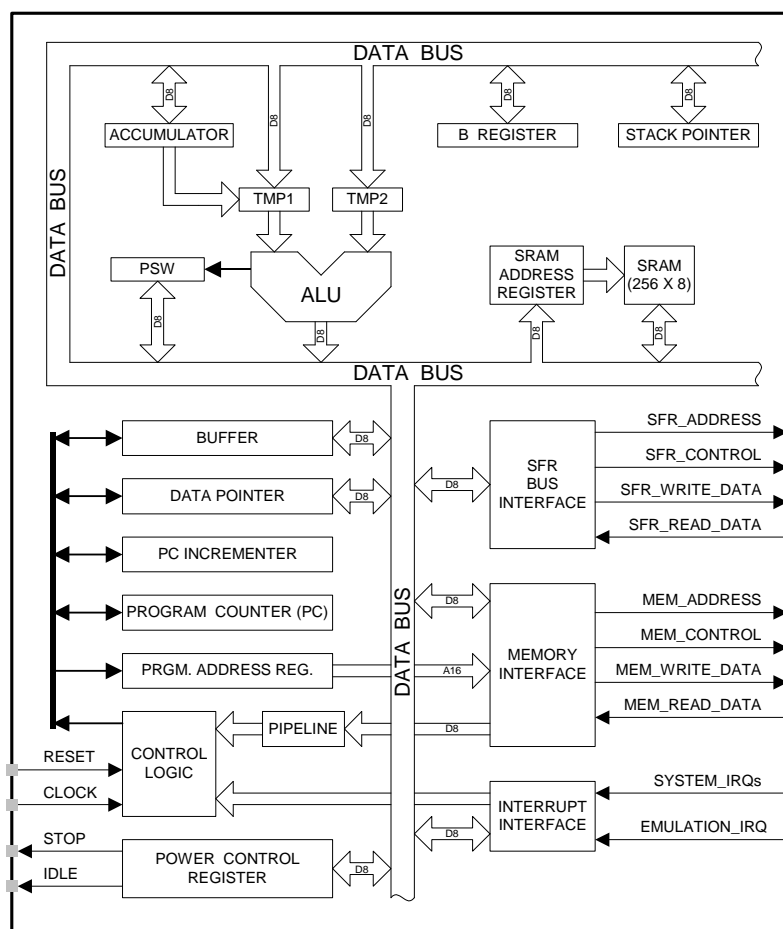 DATA BUS
D8
D8
D8
D8
D8
ACCUMULATOR
B REGISTER
STACK POINTER
DATA BUS
TMP1
TMP2
PSW
ALU
SRAM
ADDRESS
REGISTER
SRAM
(256 X 8)
D8
D8
D8
D8
DATA BUS
BUFFER
D8
DATA POINTER
D8
PC INCREMENTER
PROGRAM COUNTER (PC)
PRGM. ADDRESS REG.
A16
DATA BUS
D8
SFR
BUS
INTERFACE
SFR_ADDRESS
SFR_CONTROL
SFR_WRITE_DATA
SFR_READ_DATA
D8
MEMORY
INTERFACE
MEM_ADDRESS
MEM_CONTROL
MEM_WRITE_DATA
MEM_READ_DATA
RESET
CLOCK
CONTROL
LOGIC
PIPELINE
D8
INTERRUPT
INTERFACE
SYSTEM_IRQs
EMULATION_IRQ
D8
STOP
IDLE
POWER CONTROL
REGISTER
D8